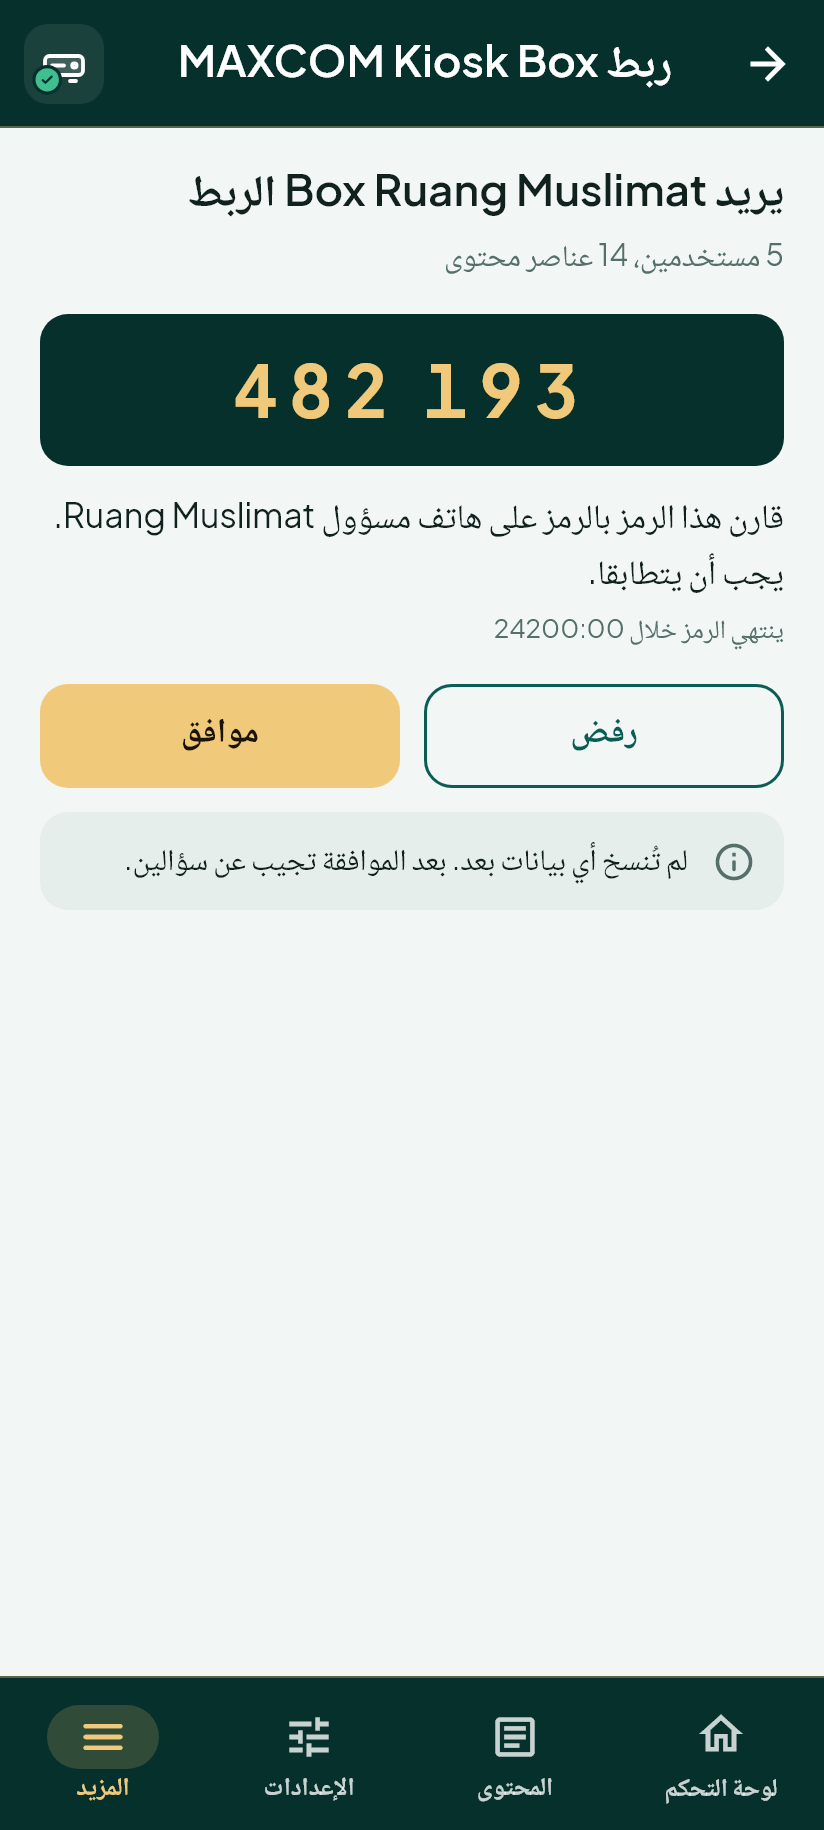 ربط MAXCOM Kiosk Box
يريد Box Ruang Muslimat الربط
5 مستخدمين، 14 عناصر محتوى
482 193
قارن هذا الرمز بالرمز على هاتف مسؤول Ruang Muslimat.
يجب أن يتطابقا.
ينتهي الرمز خلال 24200:00
رفض
موافق
لم تُنسخ أي بيانات بعد. بعد الموافقة تجيب عن سؤالين.
لوحة التحكم
المحتوى
الإعدادات
المزيد